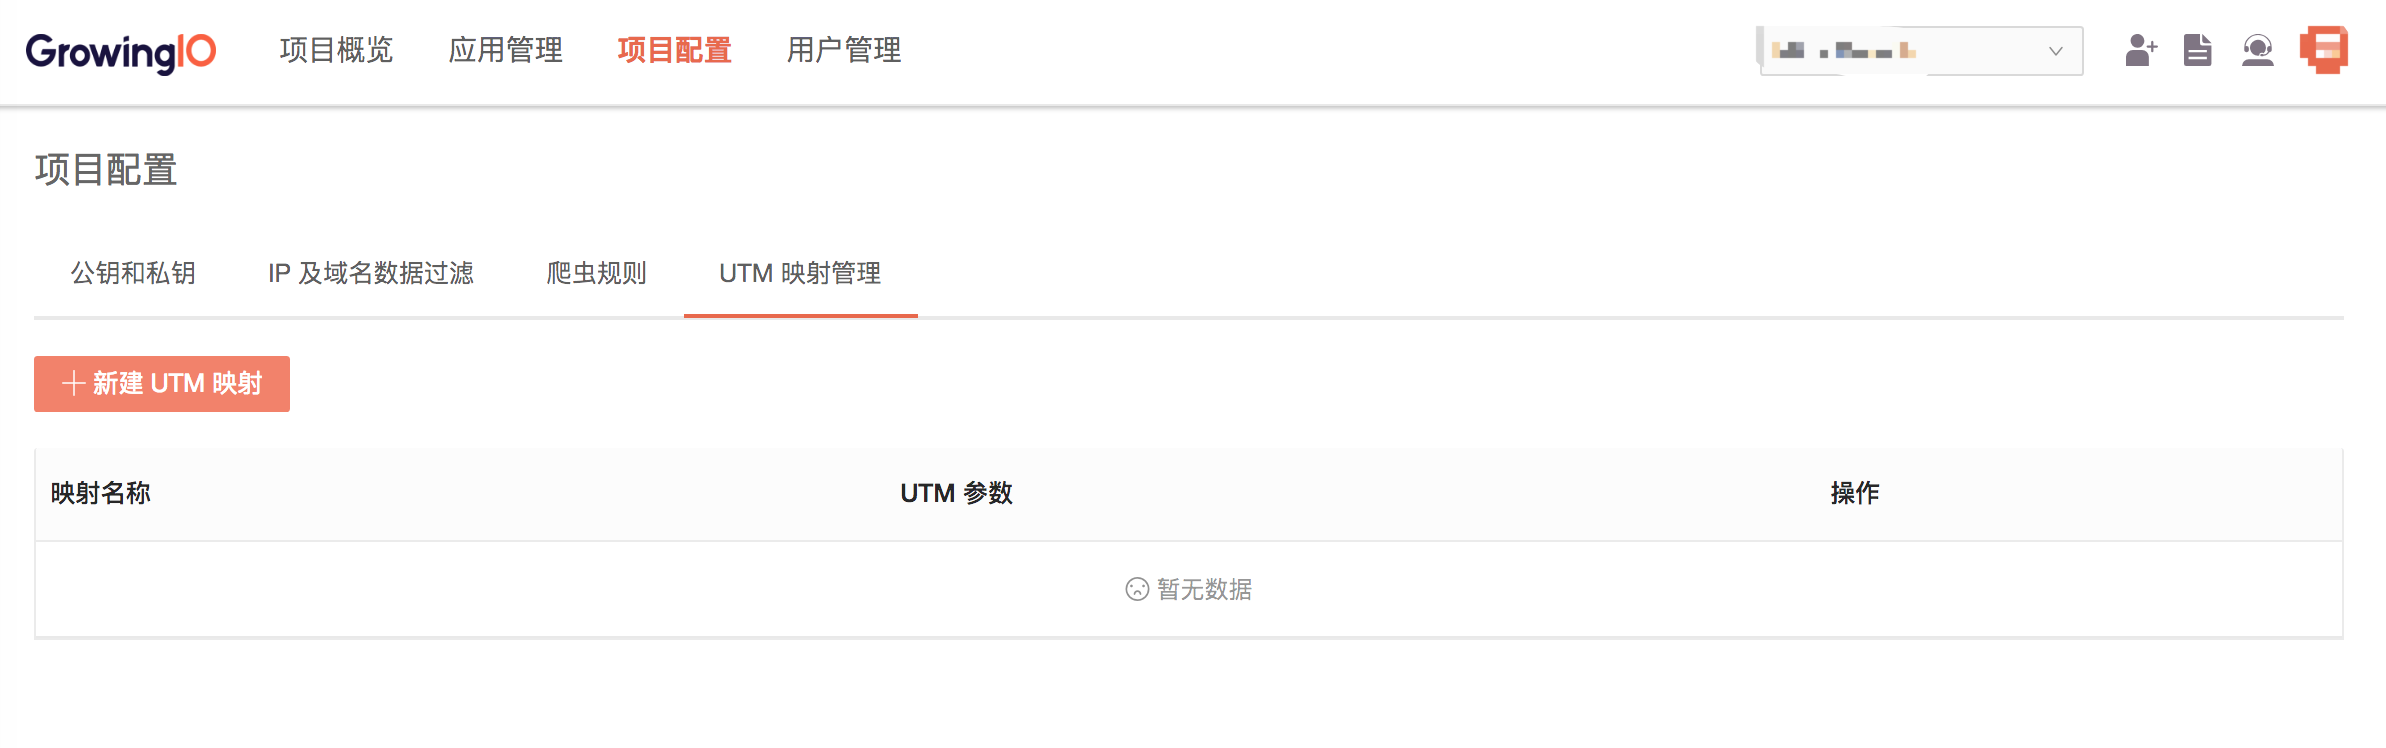 GrowingIO 项目概览 应用管理 项目配置 用户管理
项目配置
公钥和私钥 IP 及域名数据过滤 爬虫规则 UTM 映射管理
新建 UTM 映射
映射名称 UTM 参数 操作
暂无数据